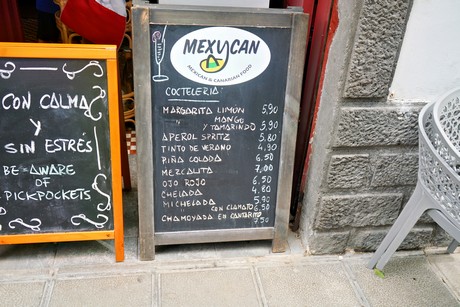 CON CALMA
Y
SIN ESTRÉS
BE = AWARE
OF
PICKPOCKETS
MEXYCAN
MEXICAN & CANARIAN FOOD
COCTELERIA
MARGARITA LIMÓN 5,90
" MANGO
Y TAMARINDO 5,90
APEROL SPRITZ 5,80
TINTO DE VERANO 4,90
PIÑA COLADA 6,50
MEZCALITA 7,00
OJO ROJO 6,50
CHELADA 4,80
MICHELADA 5,90
CON CLAMATO 6,50
CHAMOYADA EN CANTARITO 7,50